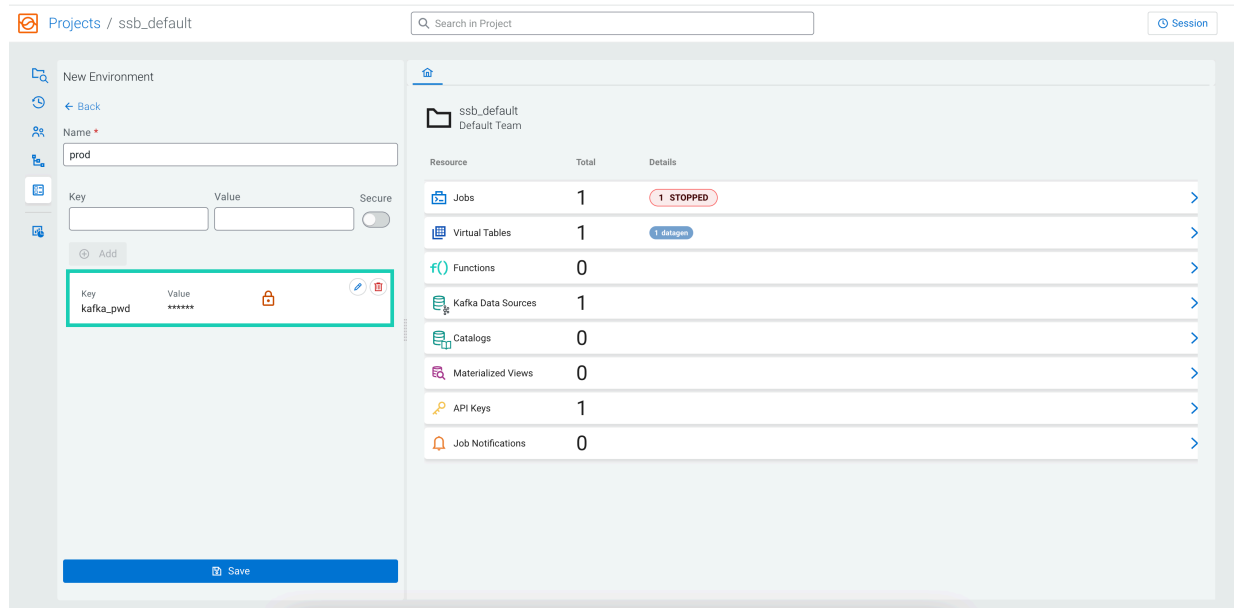 Projects / ssb_default
Search in Project
Session
New Environment
← Back
Name *
prod
Key Value Secure
Add
Key Value
kafka_pwd ******
Save
ssb_default
Default Team
Resource Total Details
Jobs 1 1 STOPPED
Virtual Tables 1 1 datagen
f() Functions 0
Kafka Data Sources 1
Catalogs 0
Materialized Views 0
API Keys 1
Job Notifications 0